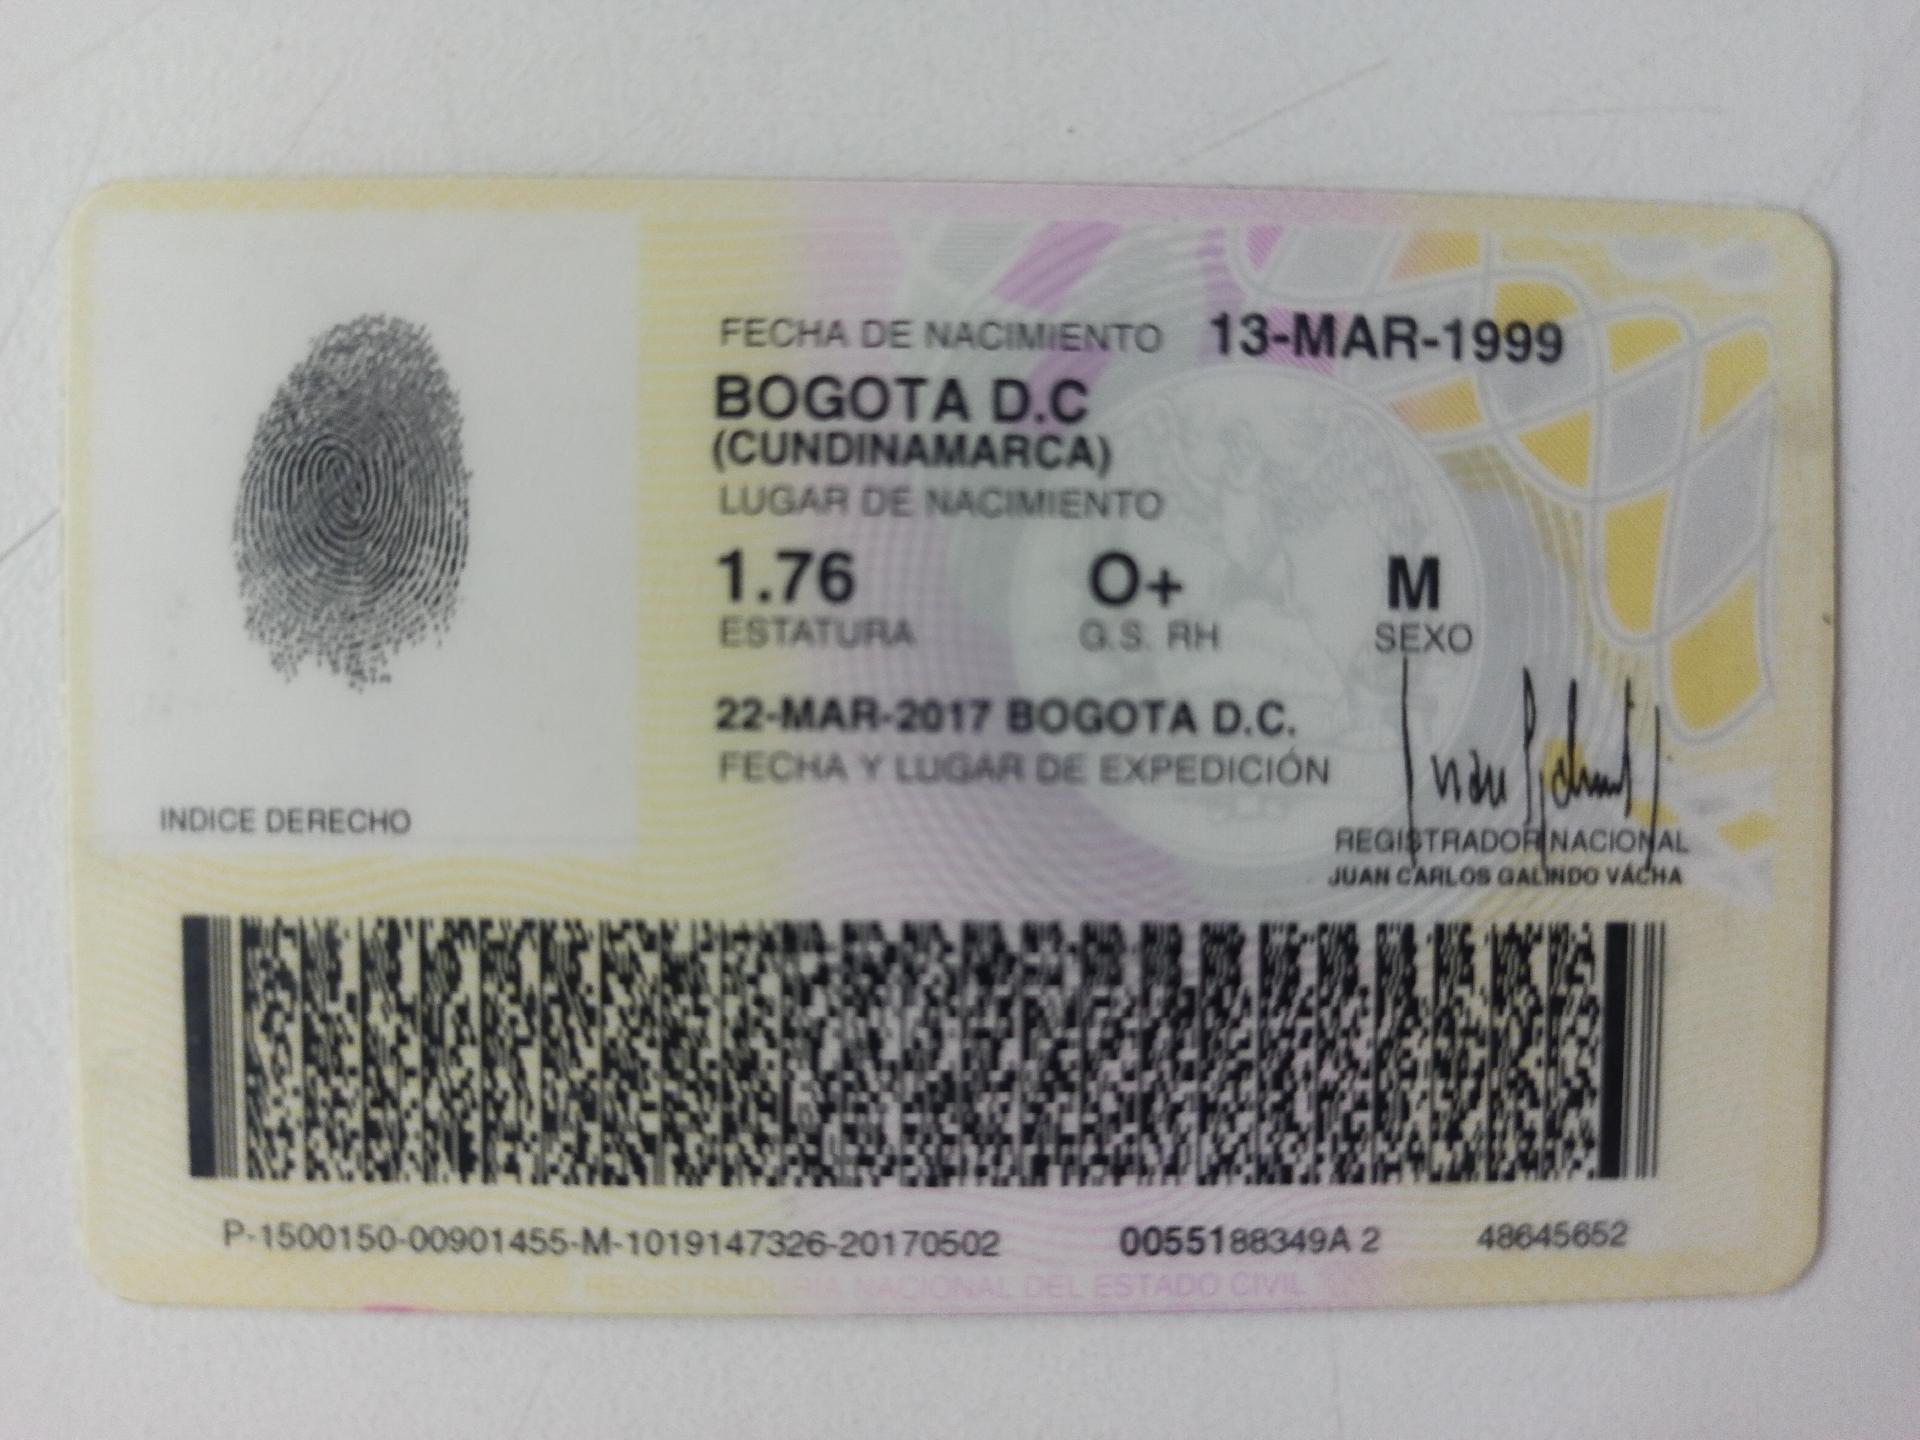 FECHA DE NACIMIENTO 13-MAR-1999
BOGOTA D.C
(CUNDINAMARCA)
LUGAR DE NACIMIENTO
1.76 O+ M
ESTATURA G.S. RH SEXO
22-MAR-2017 BOGOTA D.C.
FECHA Y LUGAR DE EXPEDICIÓN
INDICE DERECHO
REGISTRADOR NACIONAL
JUAN CARLOS GALINDO VÁCHA
P-1500150-00901455-M-1019147326-20170502 0055188349A 2 48645652
REGISTRADURIA NACIONAL DEL ESTADO CIVIL